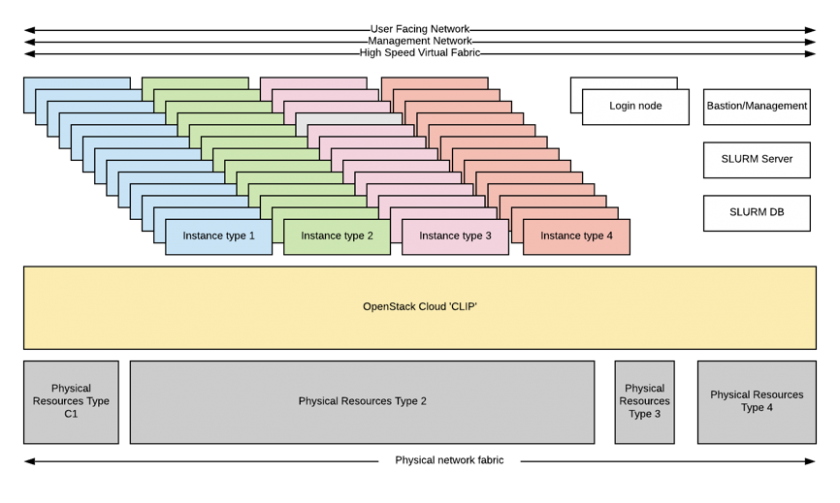 User Facing Network
Management Network
High Speed Virtual Fabric
Login node
Bastion/Management
SLURM Server
SLURM DB
Instance type 1
Instance type 2
Instance type 3
Instance type 4
OpenStack Cloud 'CLIP'
Physical
Resources Type
C1
Physical Resources Type 2
Physical
Resources
Type 3
Physical Resources
Type 4
Physical network fabric